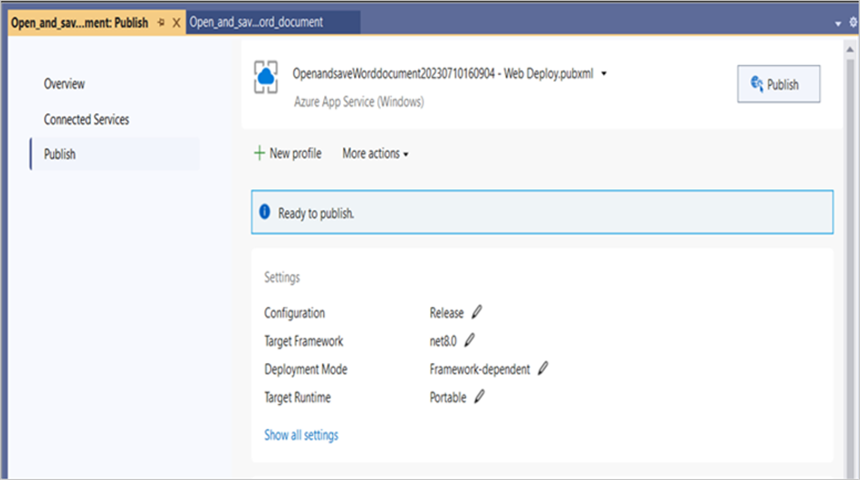 Open_and_sav...ment: Publish
Open_and_sav...ord_document
Overview
Connected Services
Publish
OpenandsaveWorddocument20230710160904 - Web Deploy.pubxml
Azure App Service (Windows)
Publish
New profile
More actions
Ready to publish.
Settings
Configuration Release
Target Framework net8.0
Deployment Mode Framework-dependent
Target Runtime Portable
Show all settings